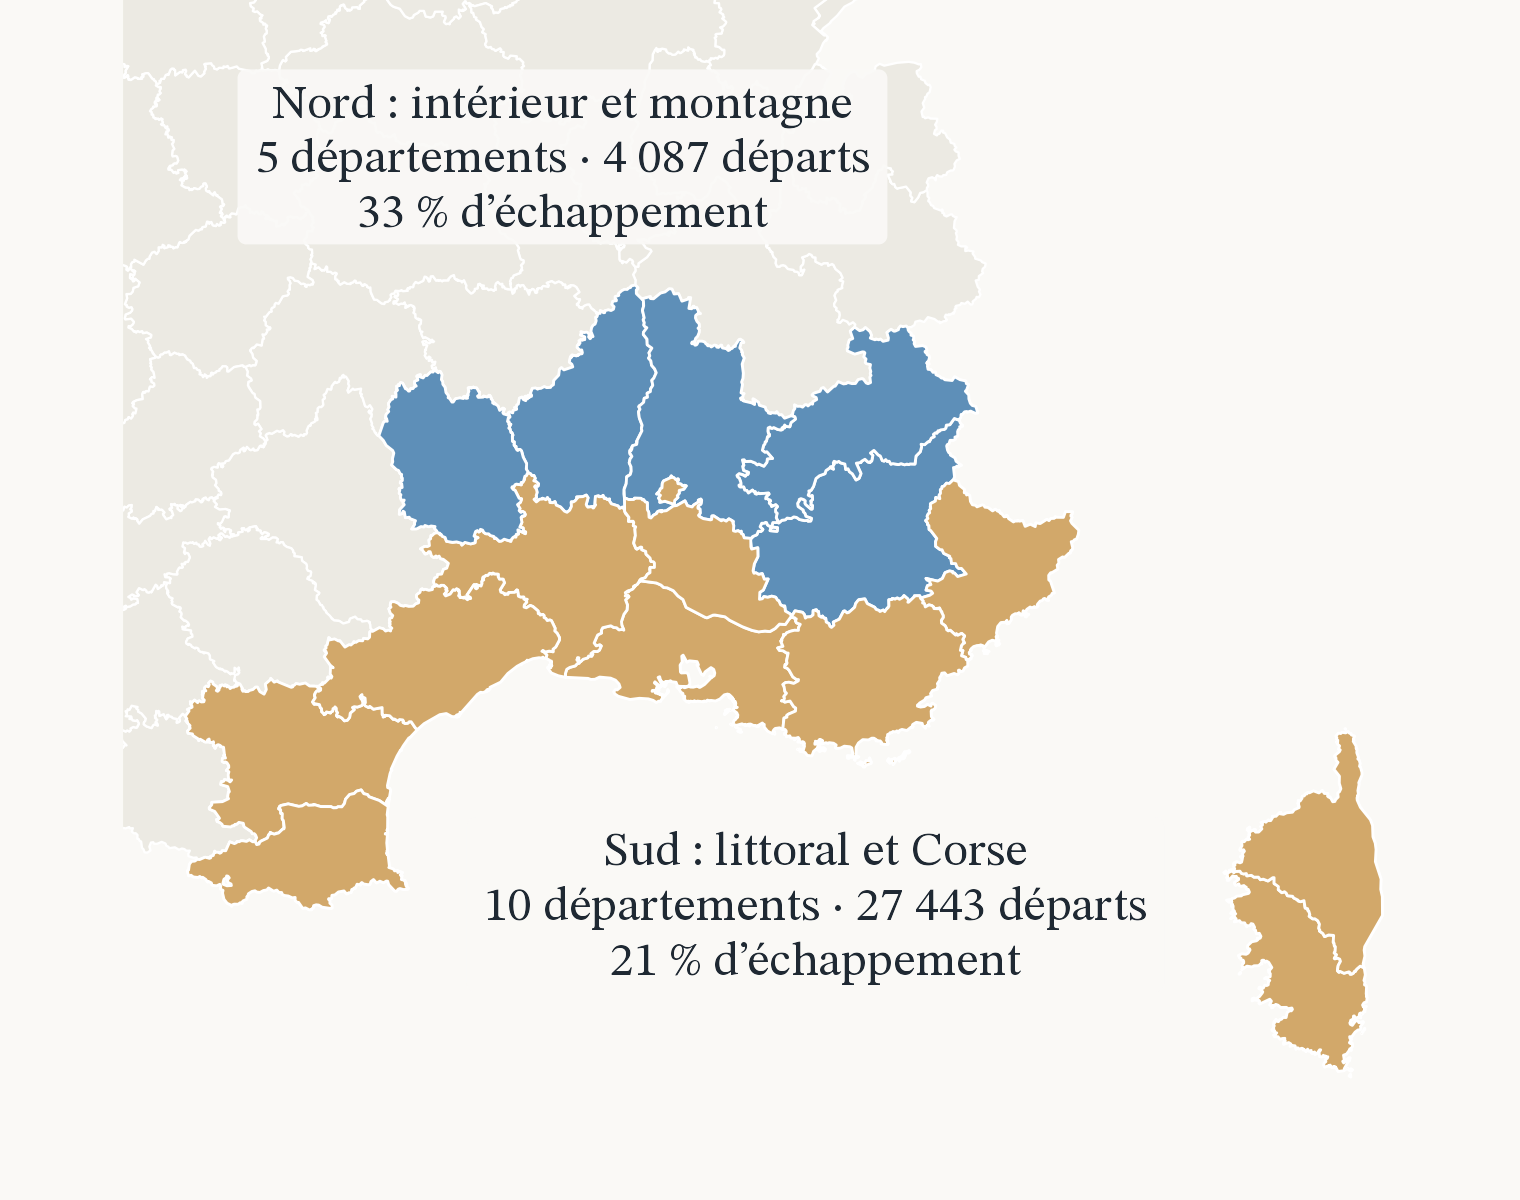 Nord : intérieur et montagne
5 départements · 4 087 départs
33 % d’échappement
Sud : littoral et Corse
10 départements · 27 443 départs
21 % d’échappement